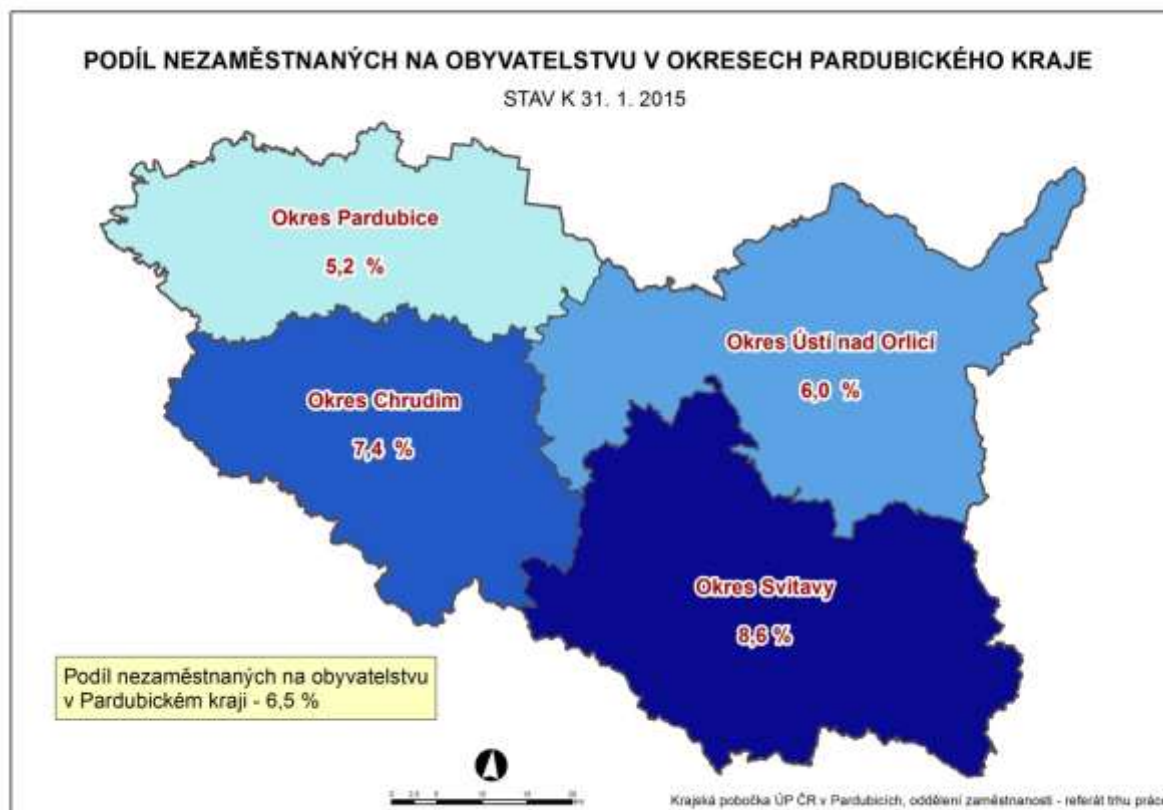 PODÍL NEZAMĚSTNANÝCH NA OBYVATELSTVU V OKRESECH PARDUBICKÉHO KRAJE
STAV K 31. 1. 2015
Okres Pardubice
5,2 %
Okres Ústí nad Orlicí
6,0 %
Okres Chrudim
7,4 %
Okres Svitavy
8,6 %
Podíl nezaměstnaných na obyvatelstvu
v Pardubickém kraji - 6,5 %
Krajská pobočka ÚP ČR v Pardubicích, oddělení zaměstnanosti - referát trhu práce